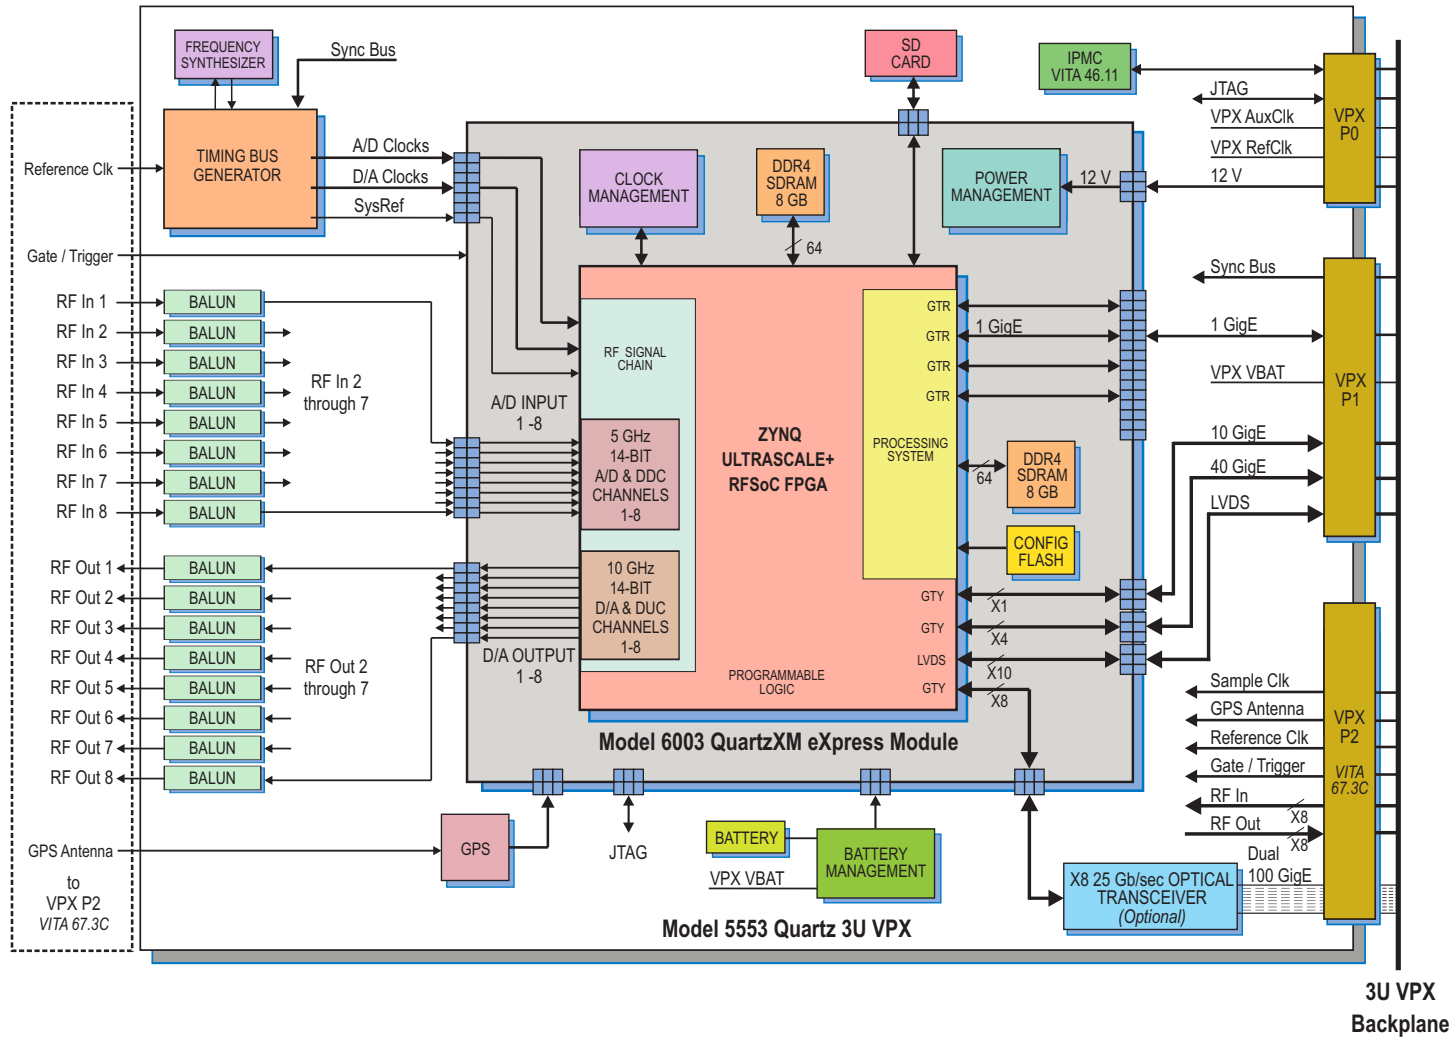 FREQUENCY
SYNTHESIZER
Sync Bus
SD
CARD
IPMC
VITA 46.11
VPX
P0
JTAG
VPX AuxClk
VPX RefClk
12 V
Reference Clk
TIMING BUS
GENERATOR
A/D Clocks
D/A Clocks
SysRef
CLOCK
MANAGEMENT
DDR4
SDRAM
8 GB
64
POWER
MANAGEMENT
12 V
Gate / Trigger
RF In 1
BALUN
RF In 2
BALUN
RF In 3
BALUN
RF In 4
BALUN
RF In 5
BALUN
RF In 6
BALUN
RF In 7
BALUN
RF In 8
BALUN
RF In 2
through 7
A/D INPUT
1 -8
RF SIGNAL
CHAIN
5 GHz
14-BIT
A/D & DDC
CHANNELS
1-8
10 GHz
14-BIT
D/A & DUC
CHANNELS
1-8
D/A OUTPUT
1 -8
ZYNQ
ULTRASCALE+
RFSoC FPGA
PROCESSING
SYSTEM
GTR
GTR
1 GigE
GTR
GTR
64
DDR4
SDRAM
8 GB
CONFIG
FLASH
GTY
X1
GTY
X4
LVDS
X10
GTY
X8
PROGRAMMABLE
LOGIC
Model 6003 QuartzXM eXpress Module
Sync Bus
1 GigE
VPX VBAT
10 GigE
40 GigE
LVDS
VPX
P1
RF Out 1
BALUN
RF Out 2
BALUN
RF Out 3
BALUN
RF Out 4
BALUN
RF Out 5
BALUN
RF Out 6
BALUN
RF Out 7
BALUN
RF Out 8
BALUN
RF Out 2
through 7
Sample Clk
GPS Antenna
Reference Clk
Gate / Trigger
RF In
X8
RF Out
X8
VPX
P2
VITA
67.3C
GPS Antenna
to
VPX P2
VITA 67.3C
GPS
JTAG
BATTERY
VPX VBAT
BATTERY
MANAGEMENT
Dual
100 GigE
X8 25 Gb/sec OPTICAL
TRANSCEIVER
(Optional)
Model 5553 Quartz 3U VPX
3U VPX
Backplane